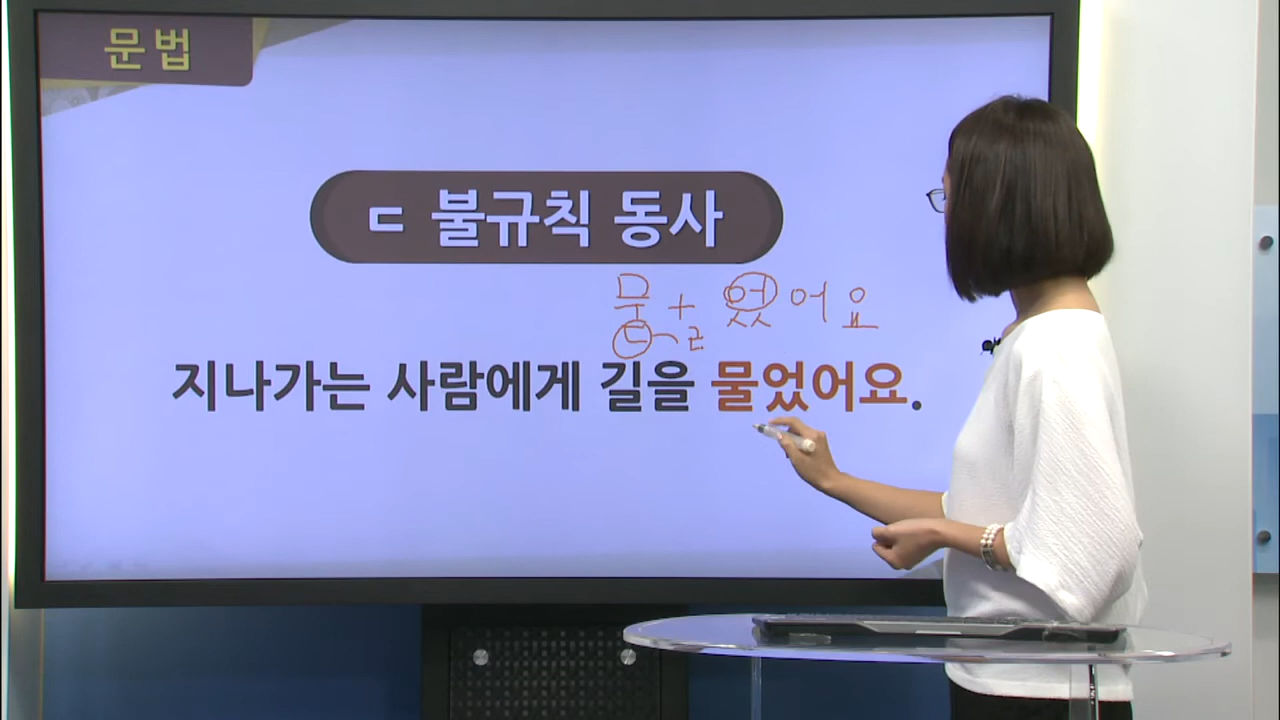 문법
ㄷ 불규칙 동사
묻 + 었어요
ㄹ
지나가는 사람에게 길을 물었어요.